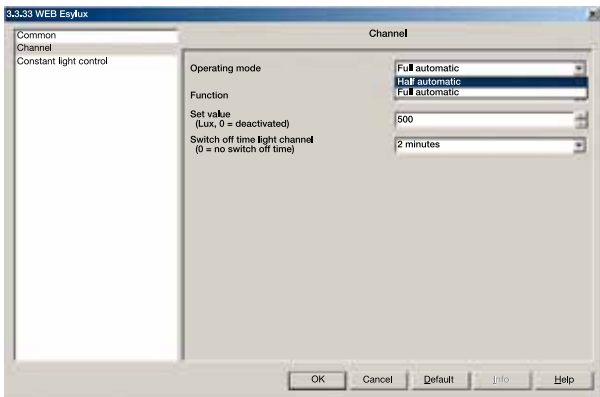 3.3.33 WEB Esylux
Common
Channel
Constant light control
Channel
Operating mode
Full automatic
Half automatic
Full automatic
Function
Set value
(Lux, 0 = deactivated)
500
Switch off time light channel
(0 = no switch off time)
2 minutes
OK
Cancel
Default
Info
Help